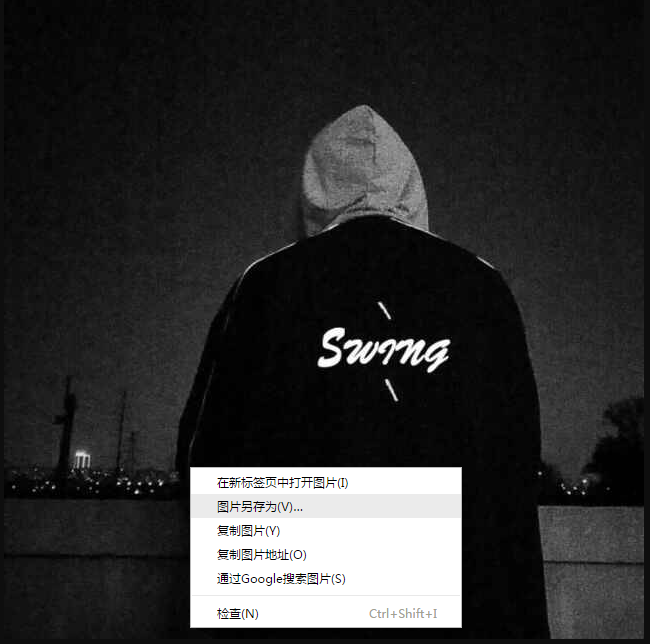 Swing
在新标签页中打开图片(I)
图片另存为(V)...
复制图片(Y)
复制图片地址(O)
通过Google搜索图片(S)
检查(N) Ctrl+Shift+I